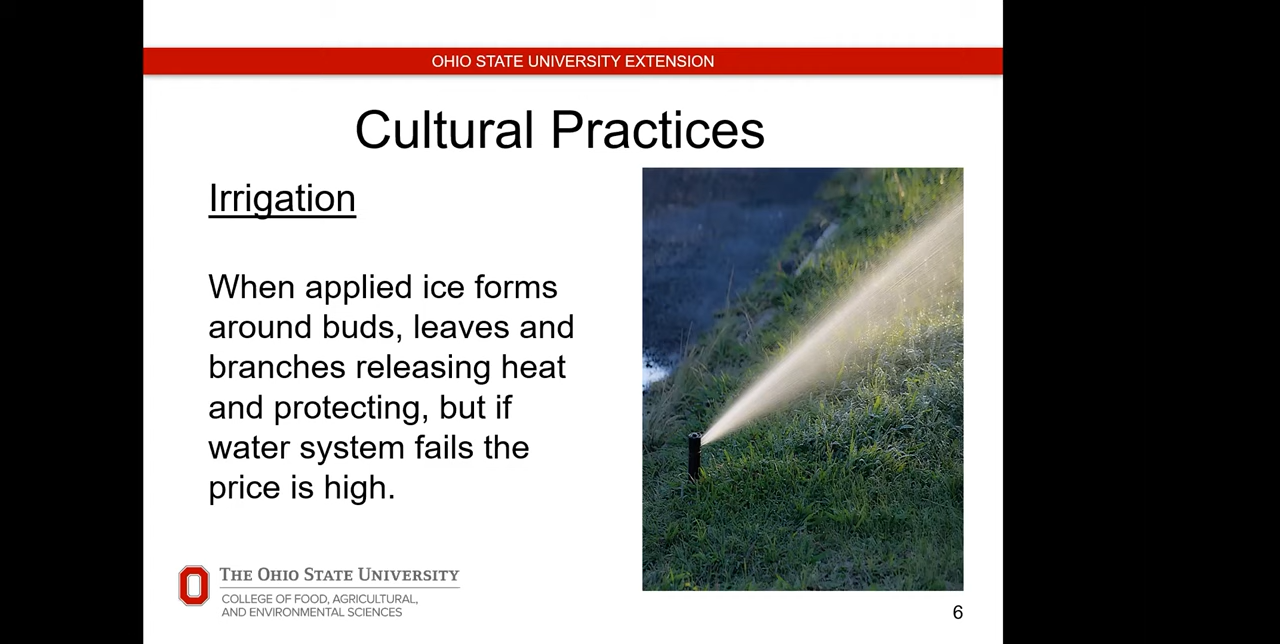 OHIO STATE UNIVERSITY EXTENSION
Cultural Practices
Irrigation
When applied ice forms
around buds, leaves and
branches releasing heat
and protecting, but if
water system fails the
price is high.
THE OHIO STATE UNIVERSITY
COLLEGE OF FOOD, AGRICULTURAL,
AND ENVIRONMENTAL SCIENCES
6